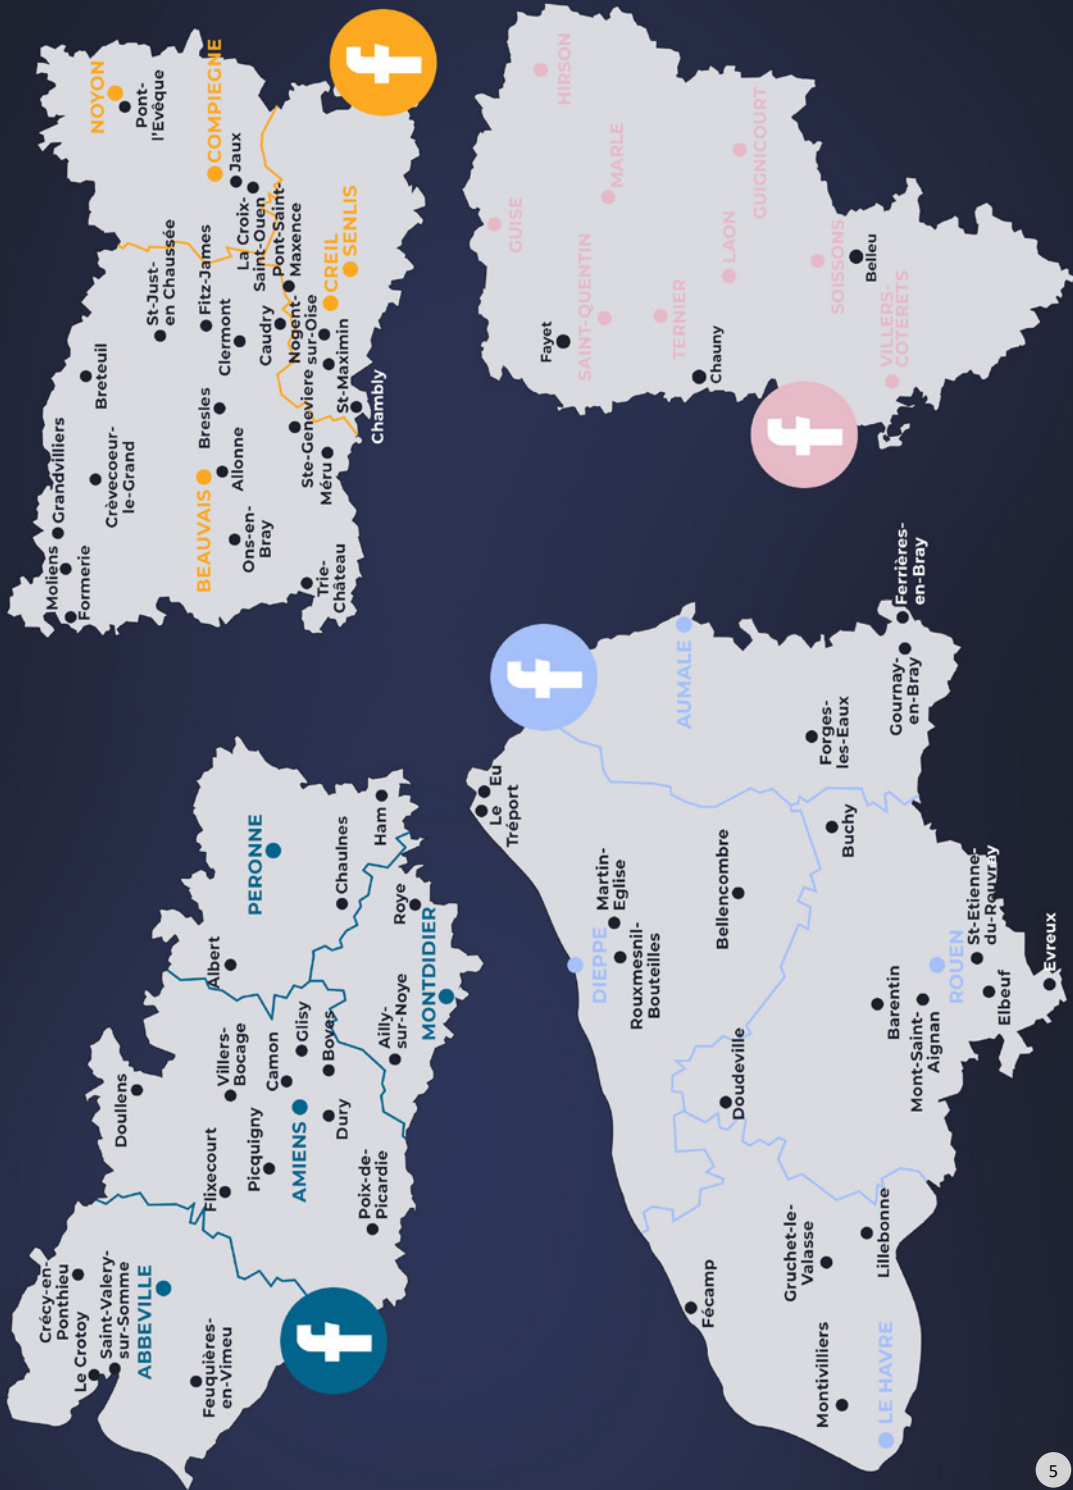 Crécy-en-
Ponthieu
Le Crotoy
Saint-Valery-
sur-Somme
ABBEVILLE
Feuquières-
en-Vimeu
Doullens
Flixecourt
Villers-
Bocage
Picquigny
Camon
AMIENS
Glisy
Dury
Boves
Poix-de-
Picardie
Ailly-
sur-Noye
MONTDIDIER
Albert
PERONNE
Chaulnes
Ham
Roye
f
Moliens
Grandvilliers
Formerie
Crèvecoeur-
le-Grand
Breteuil
St-Just-
en Chaussée
NOYON
Pont-
l'Evêque
COMPIEGNE
Jaux
La Croix-
Saint-Ouen
Pont-Saint-
Maxence
Fitz-James
Clermont
Bresles
BEAUVAIS
Allonne
Ons-en-
Bray
Caudry
Nogent-
sur-Oise
CREIL
SENLIS
Ste-Genevieve
St-Maximin
Méru
Chambly
Trie-
Château
f
Le
Tréport
Eu
DIEPPE
Martin-
Eglise
Rouxmesnil-
Bouteilles
AUMALE
Bellencombre
Forges-
les-Eaux
Doudeville
Fécamp
Buchy
Gournay-
en-Bray
Ferrières-
en-Bray
Gruchet-le-
Valasse
Lillebonne
Montivilliers
LE HAVRE
Barentin
Mont-Saint-
Aignan
ROUEN
St-Etienne-
du-Rouvray
Elbeuf
Evreux
f
HIRSON
GUISE
MARLE
Fayet
SAINT-QUENTIN
TERNIER
GUIGNICOURT
LAON
Chauny
SOISSONS
Belleu
VILLERS-
COTERETS
f
5